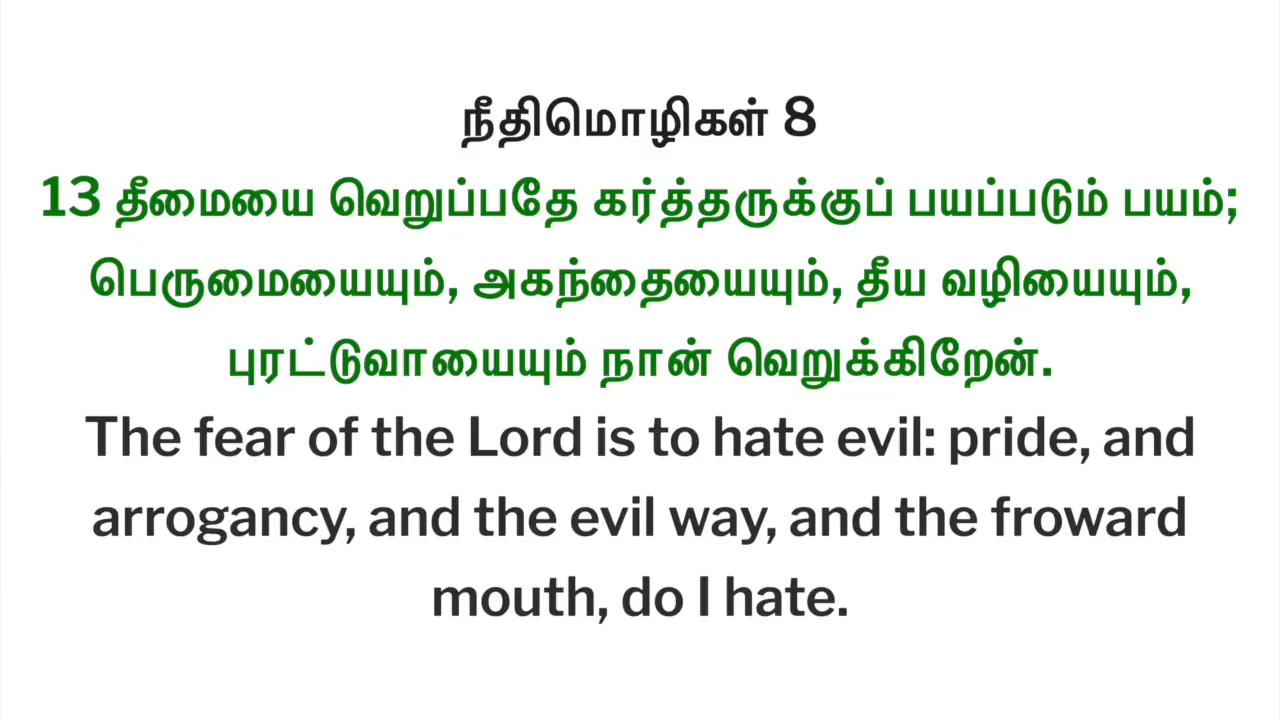 நீதிமொழிகள் 8
13 தீமையை வெறுப்பதே கர்த்தருக்குப் பயப்படும் பயம்;
பெருமையையும், அகந்தையையும், தீய வழியையும்,
புரட்டுவாயையும் நான் வெறுக்கிறேன்.
The fear of the Lord is to hate evil: pride, and
arrogancy, and the evil way, and the froward
mouth, do I hate.